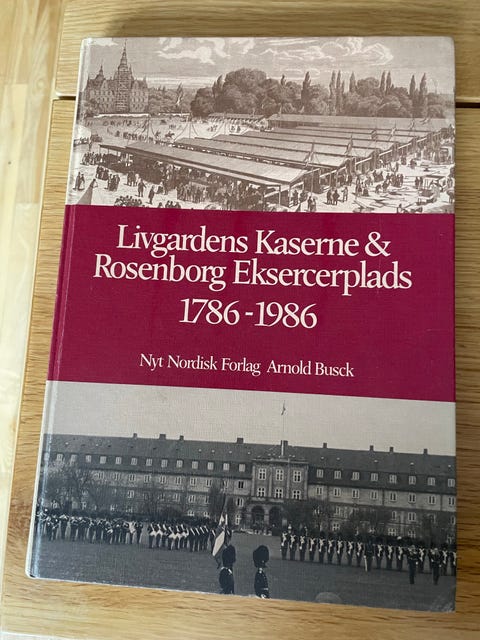 Livgardens Kaserne &
Rosenborg Eksercerplads
1786-1986
Nyt Nordisk Forlag Arnold Busck